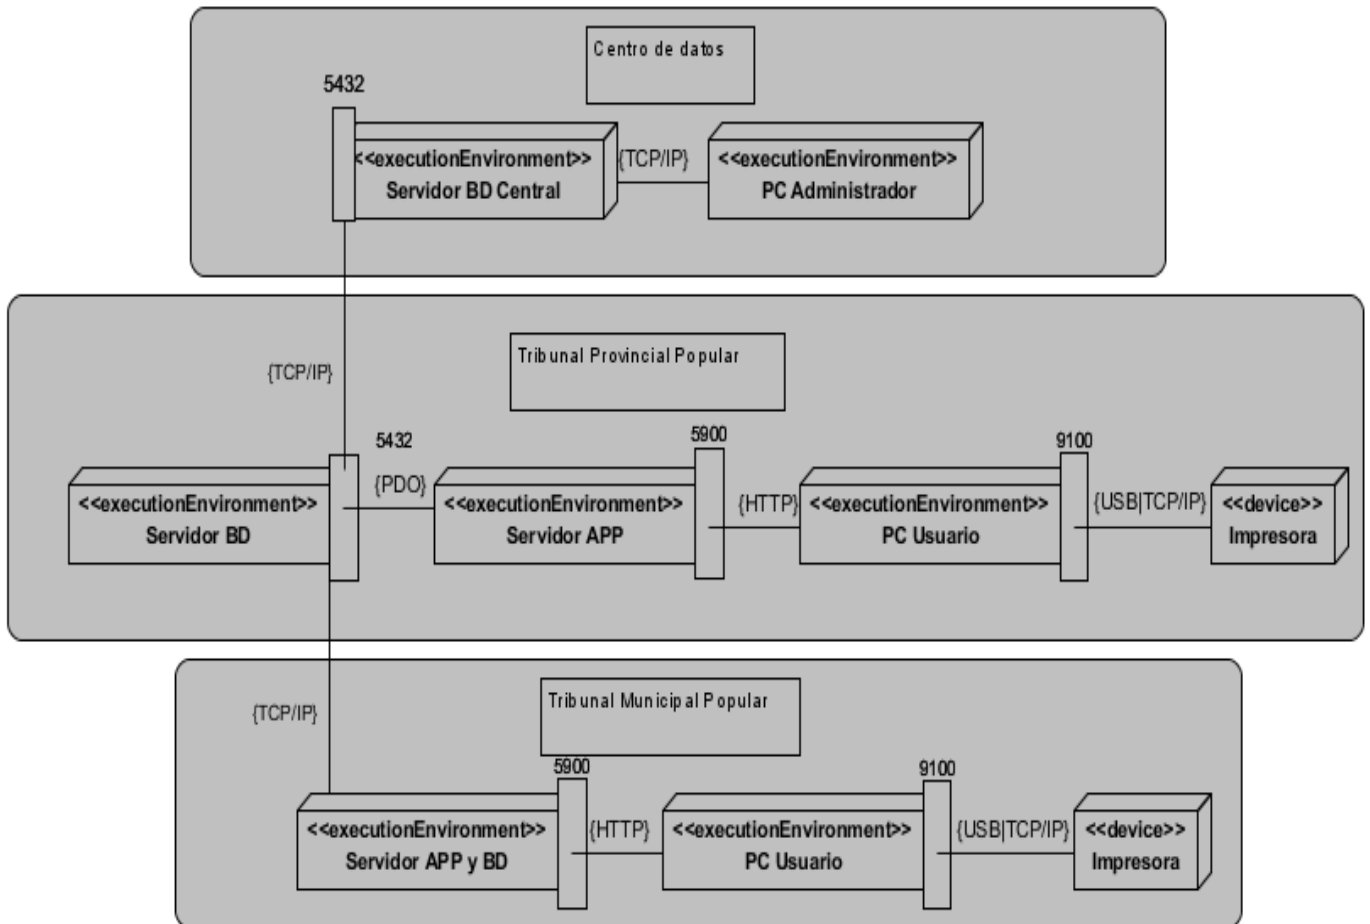 Centro de datos
5432
<<executionEnvironment>>
Servidor BD Central
{TCP/IP}
<<executionEnvironment>>
PC Administrador
{TCP/IP}
Tribunal Provincial Popular
<<executionEnvironment>>
Servidor BD
5432
{PDO}
<<executionEnvironment>>
Servidor APP
5900
{HTTP}
<<executionEnvironment>>
PC Usuario
9100
{USB|TCP/IP}
<<device>>
Impresora
{TCP/IP}
Tribunal Municipal Popular
<<executionEnvironment>>
Servidor APP y BD
5900
{HTTP}
<<executionEnvironment>>
PC Usuario
9100
{USB|TCP/IP}
<<device>>
Impresora